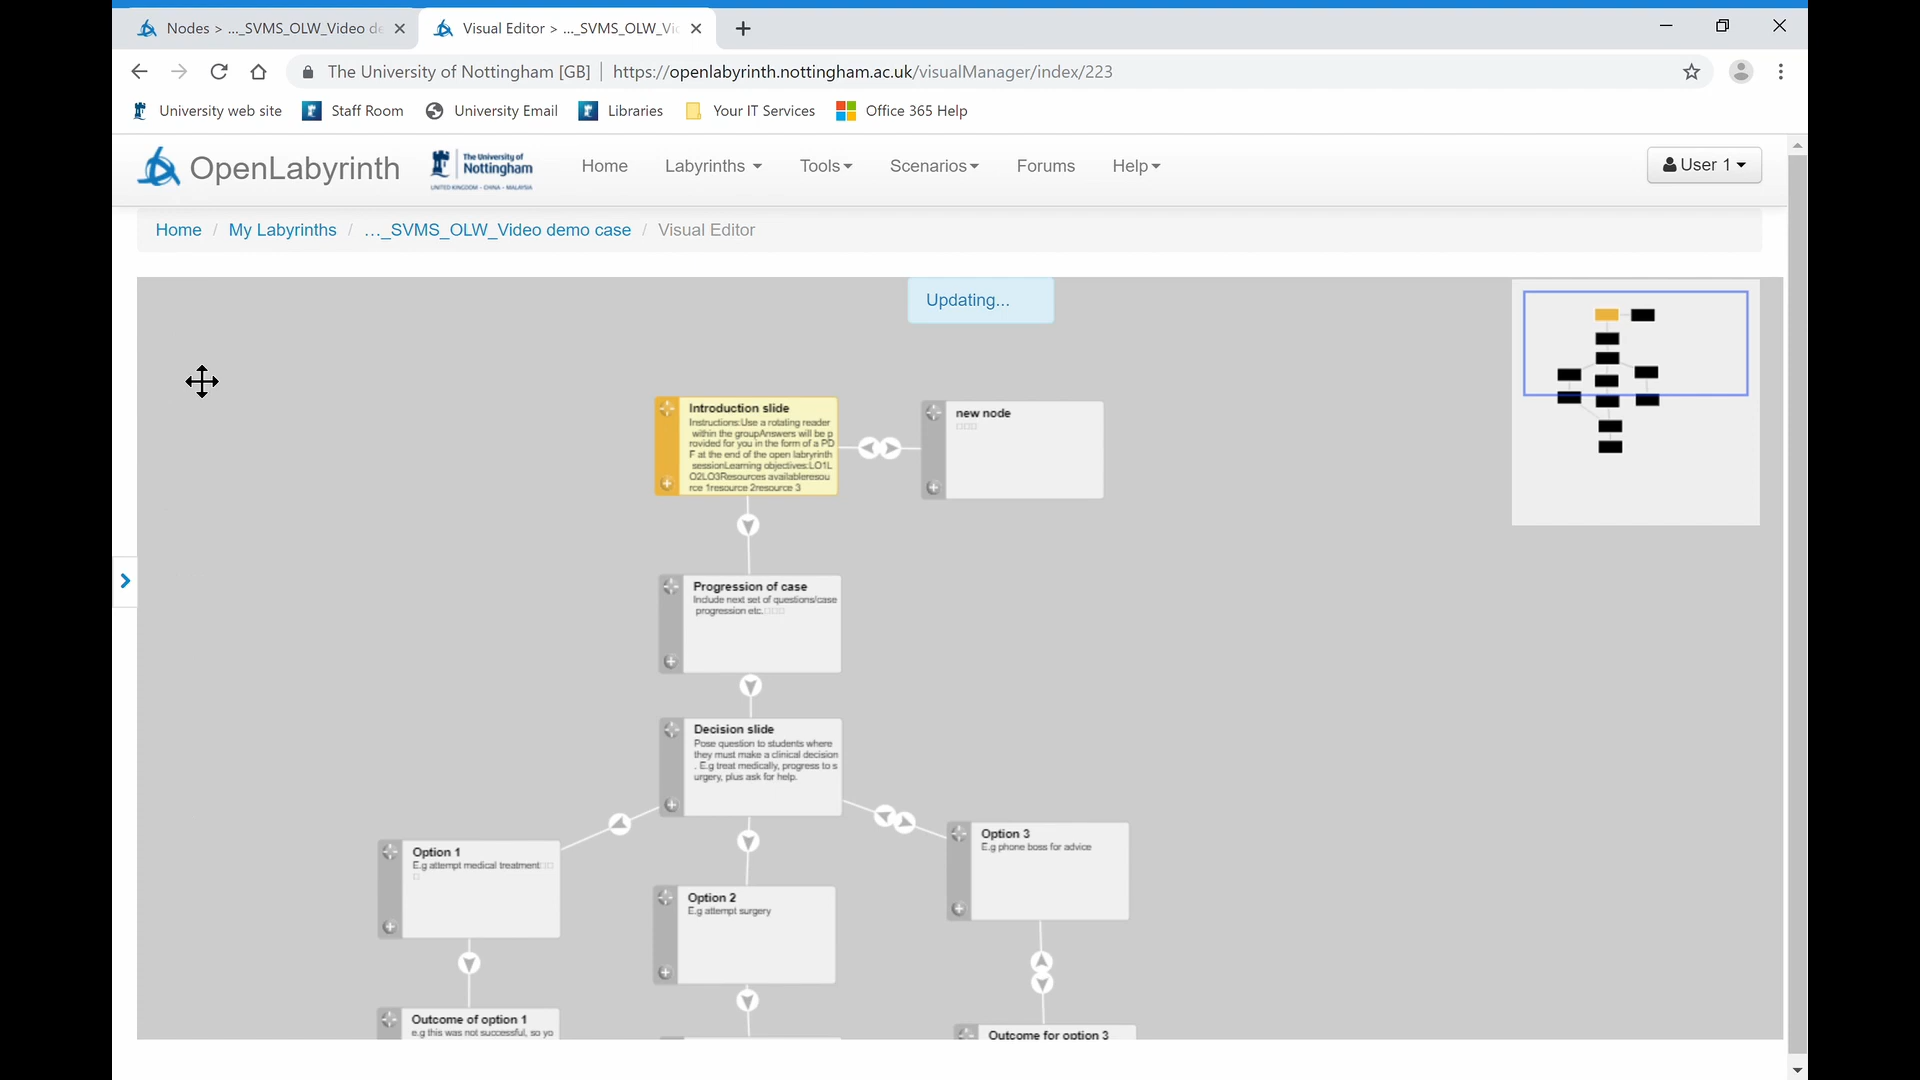 Nodes > ..._SVMS_OLW_Video de
Visual Editor > ..._SVMS_OLW_Vi
The University of Nottingham [GB] | https://openlabyrinth.nottingham.ac.uk/visualManager/index/223
University web site
Staff Room
University Email
Libraries
Your IT Services
Office 365 Help
OpenLabyrinth
The University of
Nottingham
UNITED KINGDOM · CHINA · MALAYSIA
Home
Labyrinths
Tools
Scenarios
Forums
Help
User 1
Home / My Labyrinths / ..._SVMS_OLW_Video demo case / Visual Editor
Updating...
Introduction slide
Instructions:Use a rotating reader
within the groupAnswers will be p
rovided for you in the form of a PD
F at the end of the open labyrinth
sessionLearning objectives:LO1L
O2LO3Resources availableresou
rce 1resource 2resource 3
new node
Progression of case
Include next set of questions/case
progression etc.
Decision slide
Pose question to students where
they must make a clinical decision
. E.g treat medically, progress to s
urgery, plus ask for help.
Option 1
E.g attempt medical treatment
Option 2
E.g attempt surgery
Option 3
E.g phone boss for advice
Outcome of option 1
e.g this was not successful, so yo
Outcome for option 3